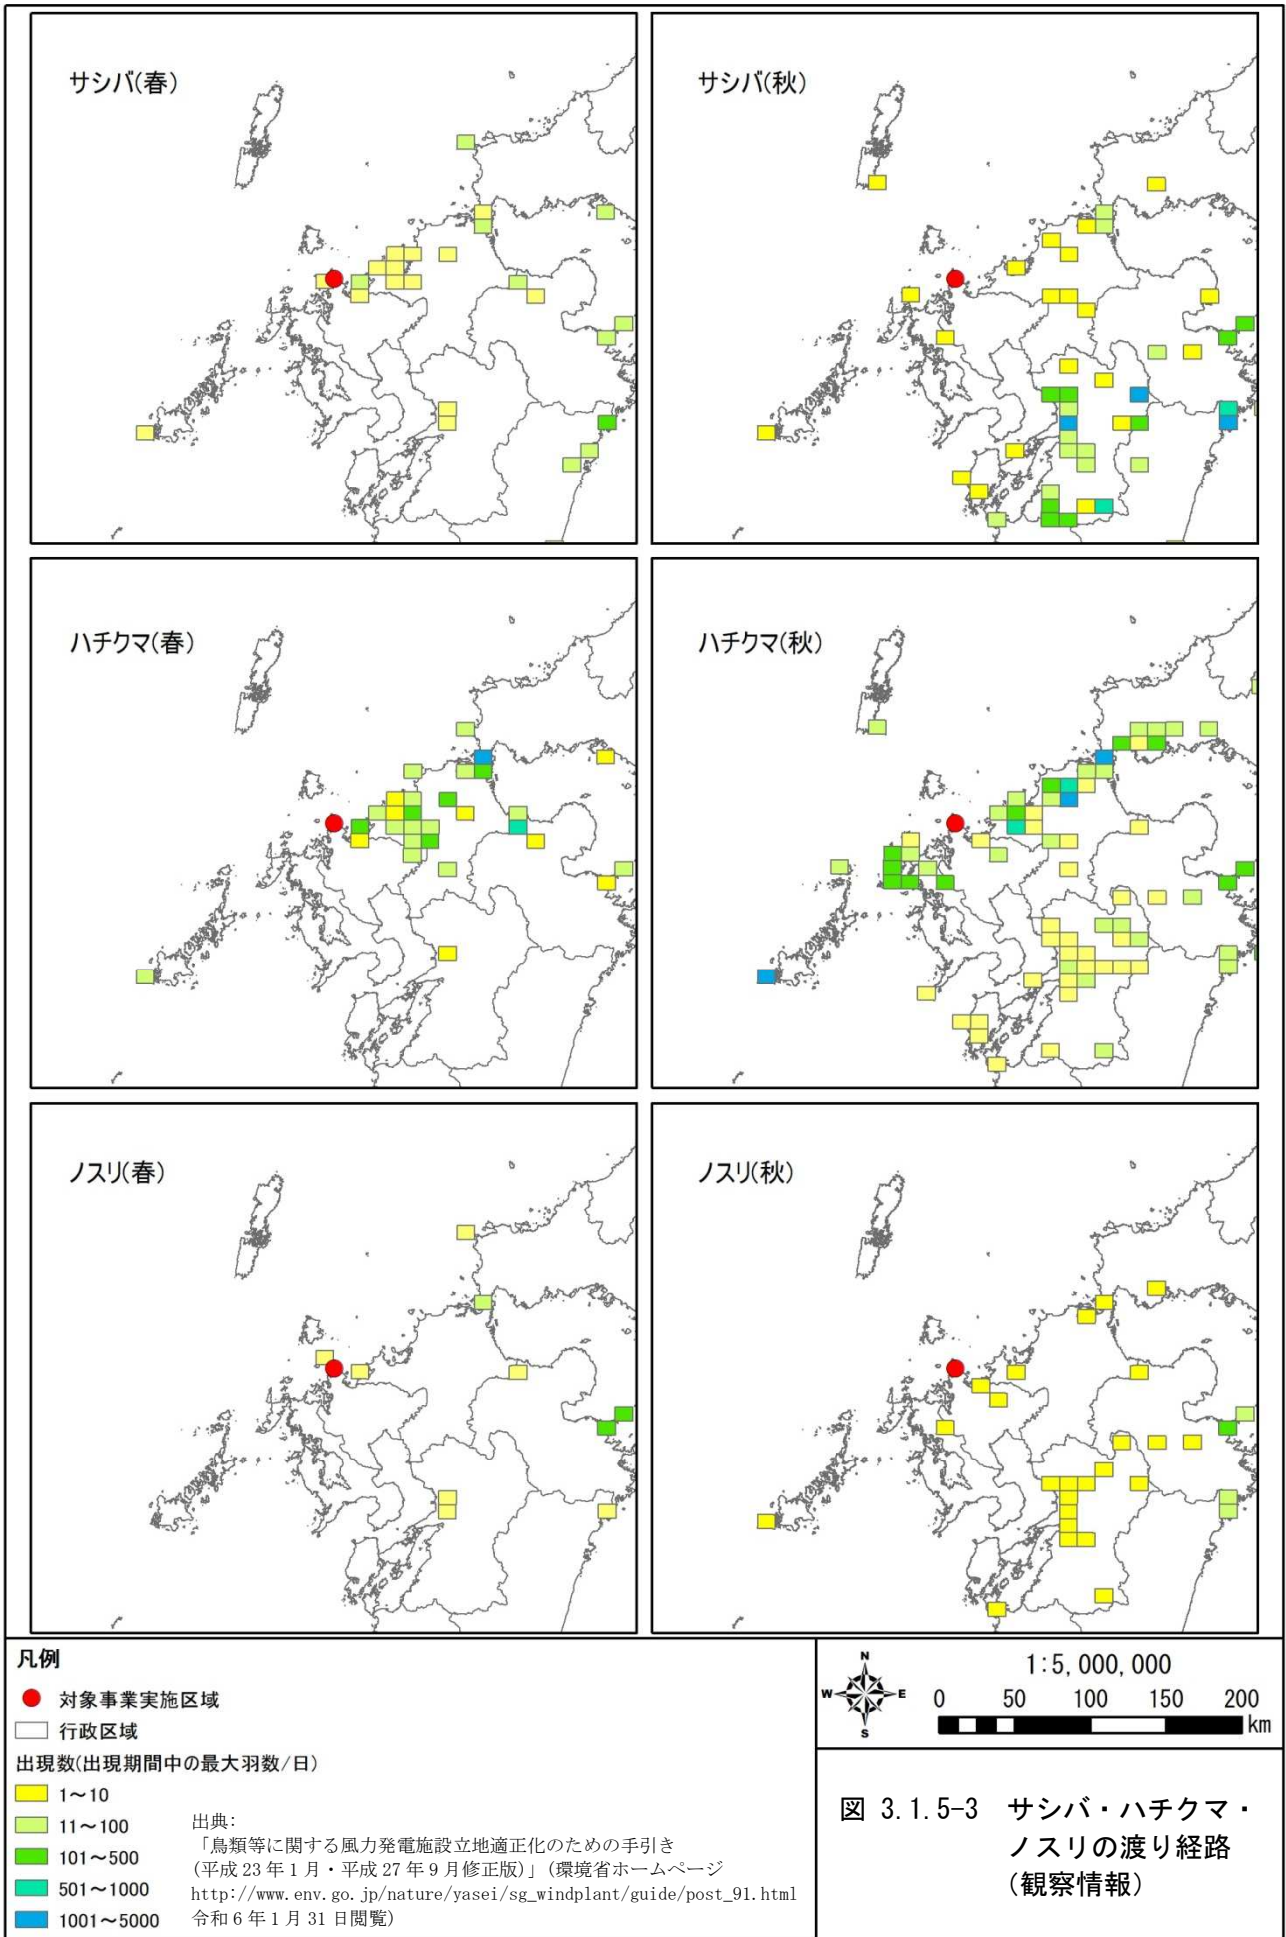 サシバ(春)
サシバ(秋)
ハチクマ(春)
ハチクマ(秋)
ノスリ(春)
ノスリ(秋)
凡例
対象事業実施区域
行政区域
出現数(出現期間中の最大羽数/日)
1～10
11～100
101～500
501～1000
1001～5000
出典:
「鳥類等に関する風力発電施設立地適正化のための手引き
(平成23年1月・平成27年9月修正版)」(環境省ホームページ
http://www.env.go.jp/nature/yasei/sg_windplant/guide/post_91.html
令和6年1月31日閲覧)
N
W E
S
1:5,000,000
0 50 100 150 200
km
図 3.1.5-3 サシバ・ハチクマ・
ノスリの渡り経路
(観察情報)